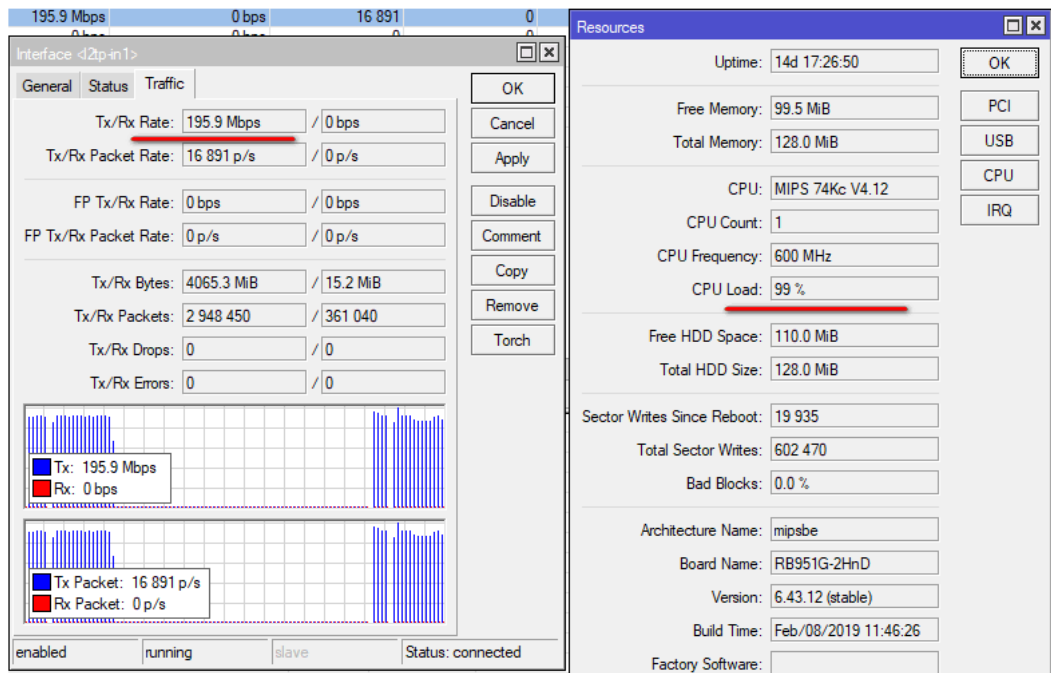 195.9 Mbps 0 bps 16 891 0
Interface <l2tp-in1>
General Status Traffic
Tx/Rx Rate: 195.9 Mbps / 0 bps
Tx/Rx Packet Rate: 16 891 p/s / 0 p/s
FP Tx/Rx Rate: 0 bps / 0 bps
FP Tx/Rx Packet Rate: 0 p/s / 0 p/s
Tx/Rx Bytes: 4065.3 MiB / 15.2 MiB
Tx/Rx Packets: 2 948 450 / 361 040
Tx/Rx Drops: 0 / 0
Tx/Rx Errors: 0 / 0
OK
Cancel
Apply
Disable
Comment
Copy
Remove
Torch
Tx: 195.9 Mbps
Rx: 0 bps
Tx Packet: 16 891 p/s
Rx Packet: 0 p/s
enabled running slave Status: connected
Resources
Uptime: 14d 17:26:50
Free Memory: 99.5 MiB
Total Memory: 128.0 MiB
CPU: MIPS 74Kc V4.12
CPU Count: 1
CPU Frequency: 600 MHz
CPU Load: 99 %
Free HDD Space: 110.0 MiB
Total HDD Size: 128.0 MiB
Sector Writes Since Reboot: 19 935
Total Sector Writes: 602 470
Bad Blocks: 0.0 %
Architecture Name: mipsbe
Board Name: RB951G-2HnD
Version: 6.43.12 (stable)
Build Time: Feb/08/2019 11:46:26
Factory Software:
OK
PCI
USB
CPU
IRQ